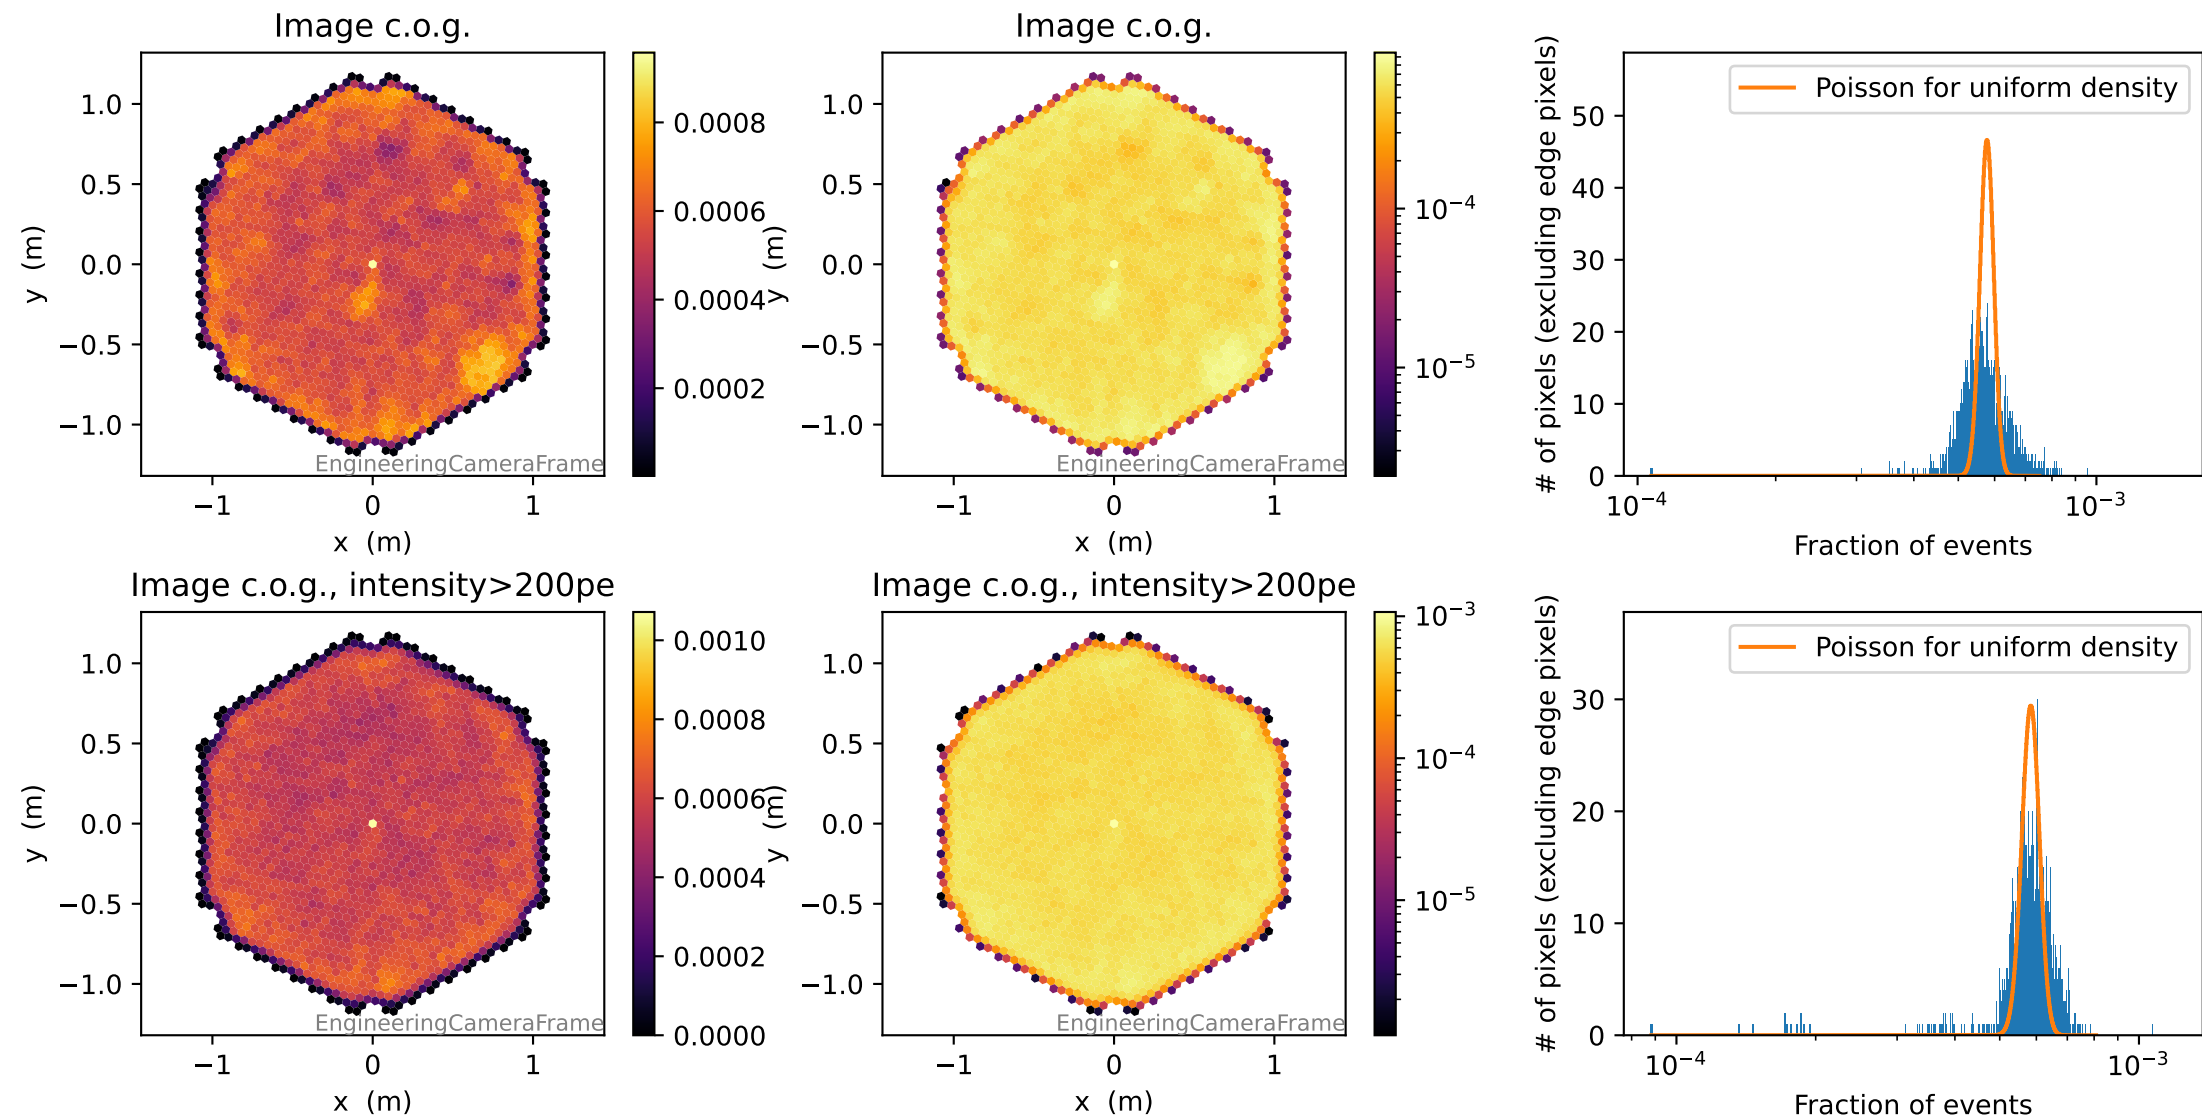 Image c.o.g.
1.0
0.5
0.0
−0.5
−1.0
y (m)
EngineeringCameraFrame
−1
0
1
x (m)
0.0008
0.0006
0.0004
0.0002
Image c.o.g.
1.0
0.5
0.0
−0.5
−1.0
y (m)
EngineeringCameraFrame
−1
0
1
x (m)
10⁻⁴
10⁻⁵
Poisson for uniform density
# of pixels (excluding edge pixels)
50
40
30
20
10
0
10⁻⁴
10⁻³
Fraction of events
Image c.o.g., intensity>200pe
1.0
0.5
0.0
−0.5
−1.0
y (m)
EngineeringCameraFrame
−1
0
1
x (m)
0.0010
0.0008
0.0006
0.0004
0.0002
0.0000
Image c.o.g., intensity>200pe
1.0
0.5
0.0
−0.5
−1.0
y (m)
EngineeringCameraFrame
−1
0
1
x (m)
10⁻³
10⁻⁴
10⁻⁵
Poisson for uniform density
# of pixels (excluding edge pixels)
30
20
10
0
10⁻⁴
10⁻³
Fraction of events